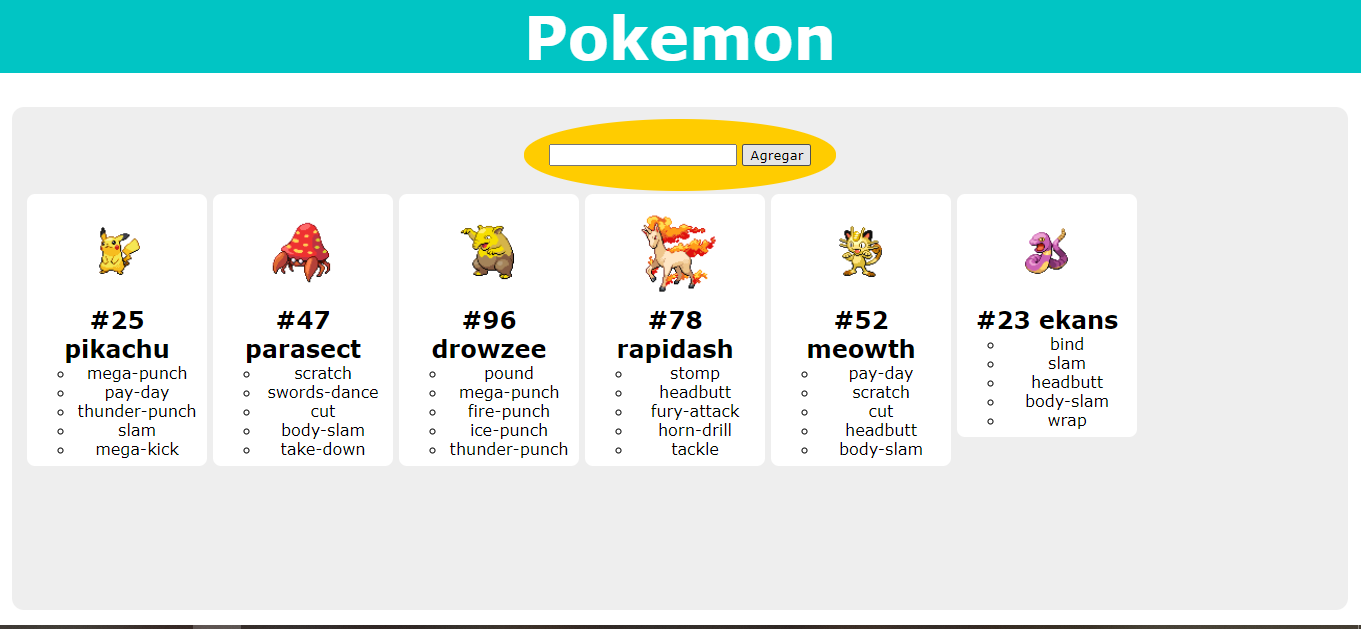 Pokemon
Agregar
#25
pikachu
mega-punch
pay-day
thunder-punch
slam
mega-kick
#47
parasect
scratch
swords-dance
cut
body-slam
take-down
#96
drowzee
pound
mega-punch
fire-punch
ice-punch
thunder-punch
#78
rapidash
stomp
headbutt
fury-attack
horn-drill
tackle
#52
meowth
pay-day
scratch
cut
headbutt
body-slam
#23 ekans
bind
slam
headbutt
body-slam
wrap